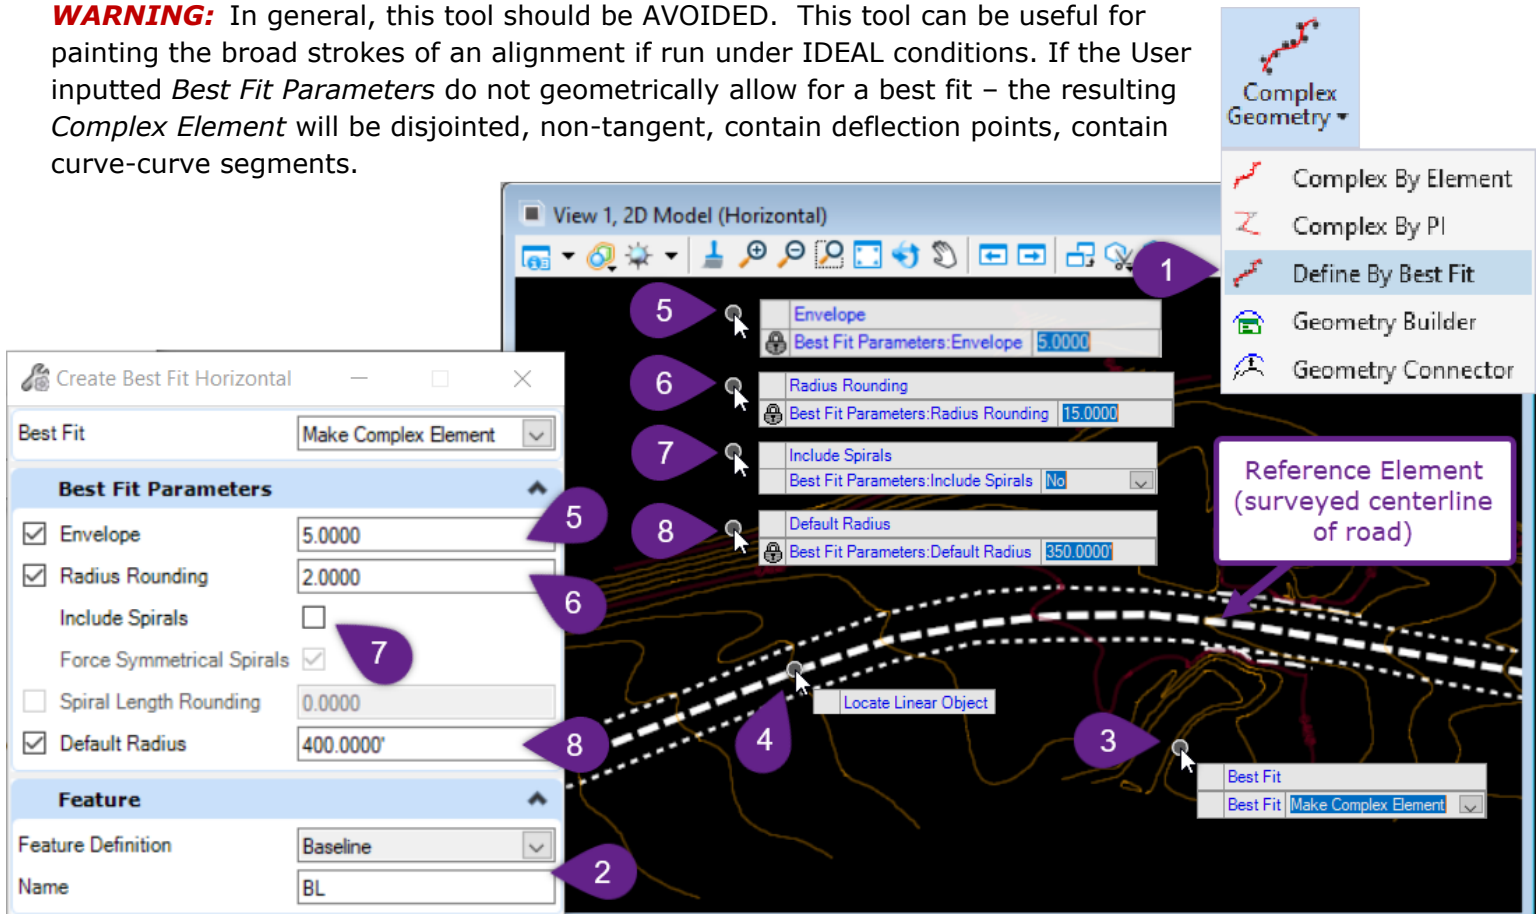 WARNING: In general, this tool should be AVOIDED. This tool can be useful for
painting the broad strokes of an alignment if run under IDEAL conditions. If the User
inputted Best Fit Parameters do not geometrically allow for a best fit – the resulting
Complex Element will be disjointed, non-tangent, contain deflection points, contain
curve-curve segments.
Complex
Geometry
Complex By Element
Complex By PI
1
Define By Best Fit
Geometry Builder
Geometry Connector
View 1, 2D Model (Horizontal)
5
Envelope
Best Fit Parameters:Envelope 5.0000
6
Radius Rounding
Best Fit Parameters:Radius Rounding 15.0000
7
Include Spirals
Best Fit Parameters:Include Spirals No
8
Default Radius
Best Fit Parameters:Default Radius 350.0000'
Reference Element
(surveyed centerline
of road)
4
Locate Linear Object
3
Best Fit
Best Fit Make Complex Element
Create Best Fit Horizontal
Best Fit Make Complex Element
Best Fit Parameters
Envelope 5.0000 5
Radius Rounding 2.0000 6
Include Spirals 7
Force Symmetrical Spirals
Spiral Length Rounding 0.0000
Default Radius 400.0000' 8
Feature
Feature Definition Baseline
Name BL 2